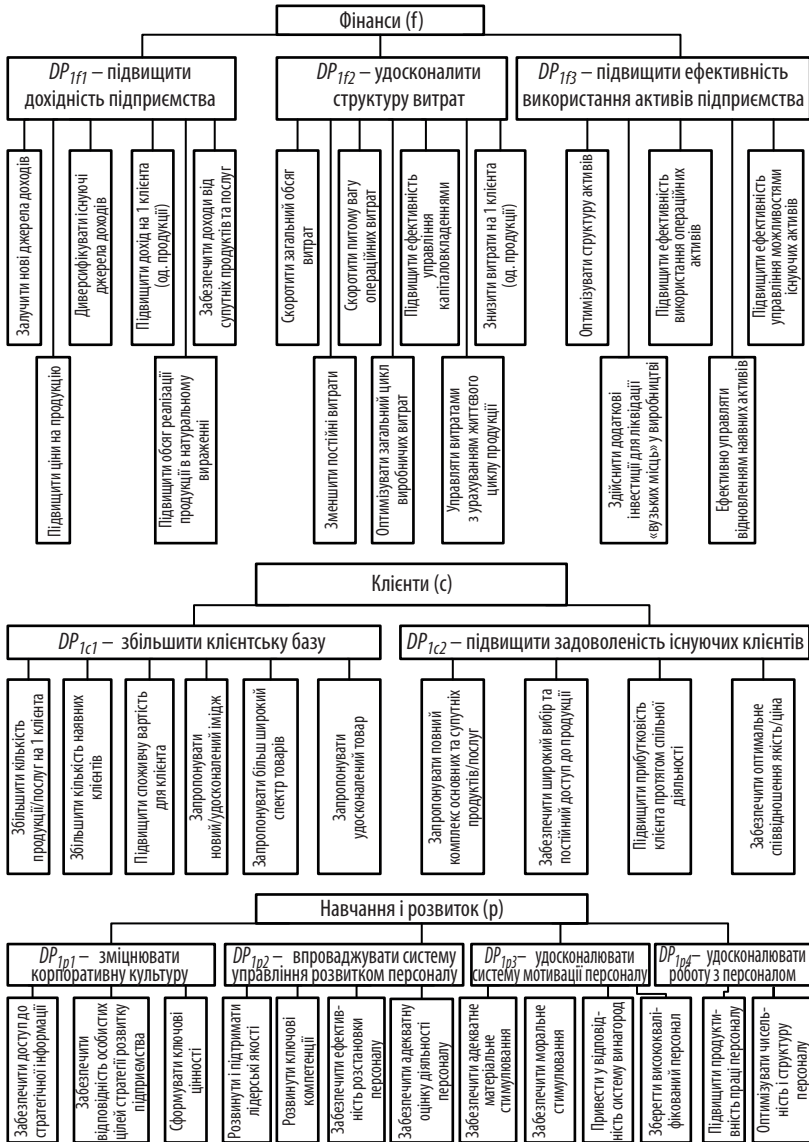 Фінанси (f)
DP1f1 – підвищити
дохідність підприємства
DP1f2 – удосконалити
структуру витрат
DP1f3 – підвищити ефективність
використання активів підприємства
Залучити нові джерела доходів
Підвищити ціни на продукцію
Диверсифікувати існуючі
джерела доходів
Підвищити дохід на 1 клієнта
(од. продукції)
Підвищити обсяг реалізації
продукції в натуральному
вираженні
Забезпечити доходи від
супутніх продуктів та послуг
Скоротити загальний обсяг
витрат
Зменшити постійні витрати
Скоротити питому вагу
операційних витрат
Оптимізувати загальний цикл
виробничих витрат
Підвищити ефективність
управління
капіталовкладеннями
Управляти витратами
з урахуванням життєвого
циклу продукції
Знизити витрати на 1 клієнта
(од. продукції)
Оптимізувати структуру активів
Здійснити додаткові
інвестиції для ліквідації
«вузьких місць» у виробництві
Підвищити ефективність
використання операційних
активів
Ефективно управляти
відновленням наявних активів
Підвищити ефективність
управління можливостями
існуючих активів
Клієнти (c)
DP1c1 – збільшити клієнтську базу
DP1c2 – підвищити задоволеність існуючих клієнтів
Збільшити кількість
продукції/послуг на 1 клієнта
Збільшити кількість наявних
клієнтів
Підвищити споживчу вартість
для клієнта
Запропонувати
новий/удосконалений імідж
Запропонувати більш широкий
спектр товарів
Запропонувати
удосконалений товар
Запропонувати повний
комплекс основних та супутніх
продуктів/послуг
Забезпечити широкий вибір та
постійний доступ до продукції
Підвищити прибутковість
клієнта протягом спільної
діяльності
Забезпечити оптимальне
співвідношення якість/ціна
Навчання і розвиток (p)
DP1p1 – зміцнювати
корпоративну культуру
DP1p2 – впроваджувати систему
управління розвитком персоналу
DP1p3– удосконалювати
систему мотивації персоналу
DP1p4– удосконалювати
роботу з персоналом
Забезпечити доступ до
стратегічної інформації
Забезпечити
відповідність особистих
цілей стратегії розвитку
підприємства
Сформувати ключові
цінності
Розвинути і підтримати
лідерські якості
Розвинути ключові
компетенції
Забезпечити ефектив-
ність розстановки
персоналу
Забезпечити адекватну
оцінку діяльності
персоналу
Забезпечити адекватне
матеріальне
стимулювання
Забезпечити моральне
стимулювання
Привести у відповід-
ність систему винагород
Зберегти висококвалі-
фікований персонал
Підвищити продукти-
вність праці персоналу
Оптимізувати чисель-
ність і структуру
персоналу